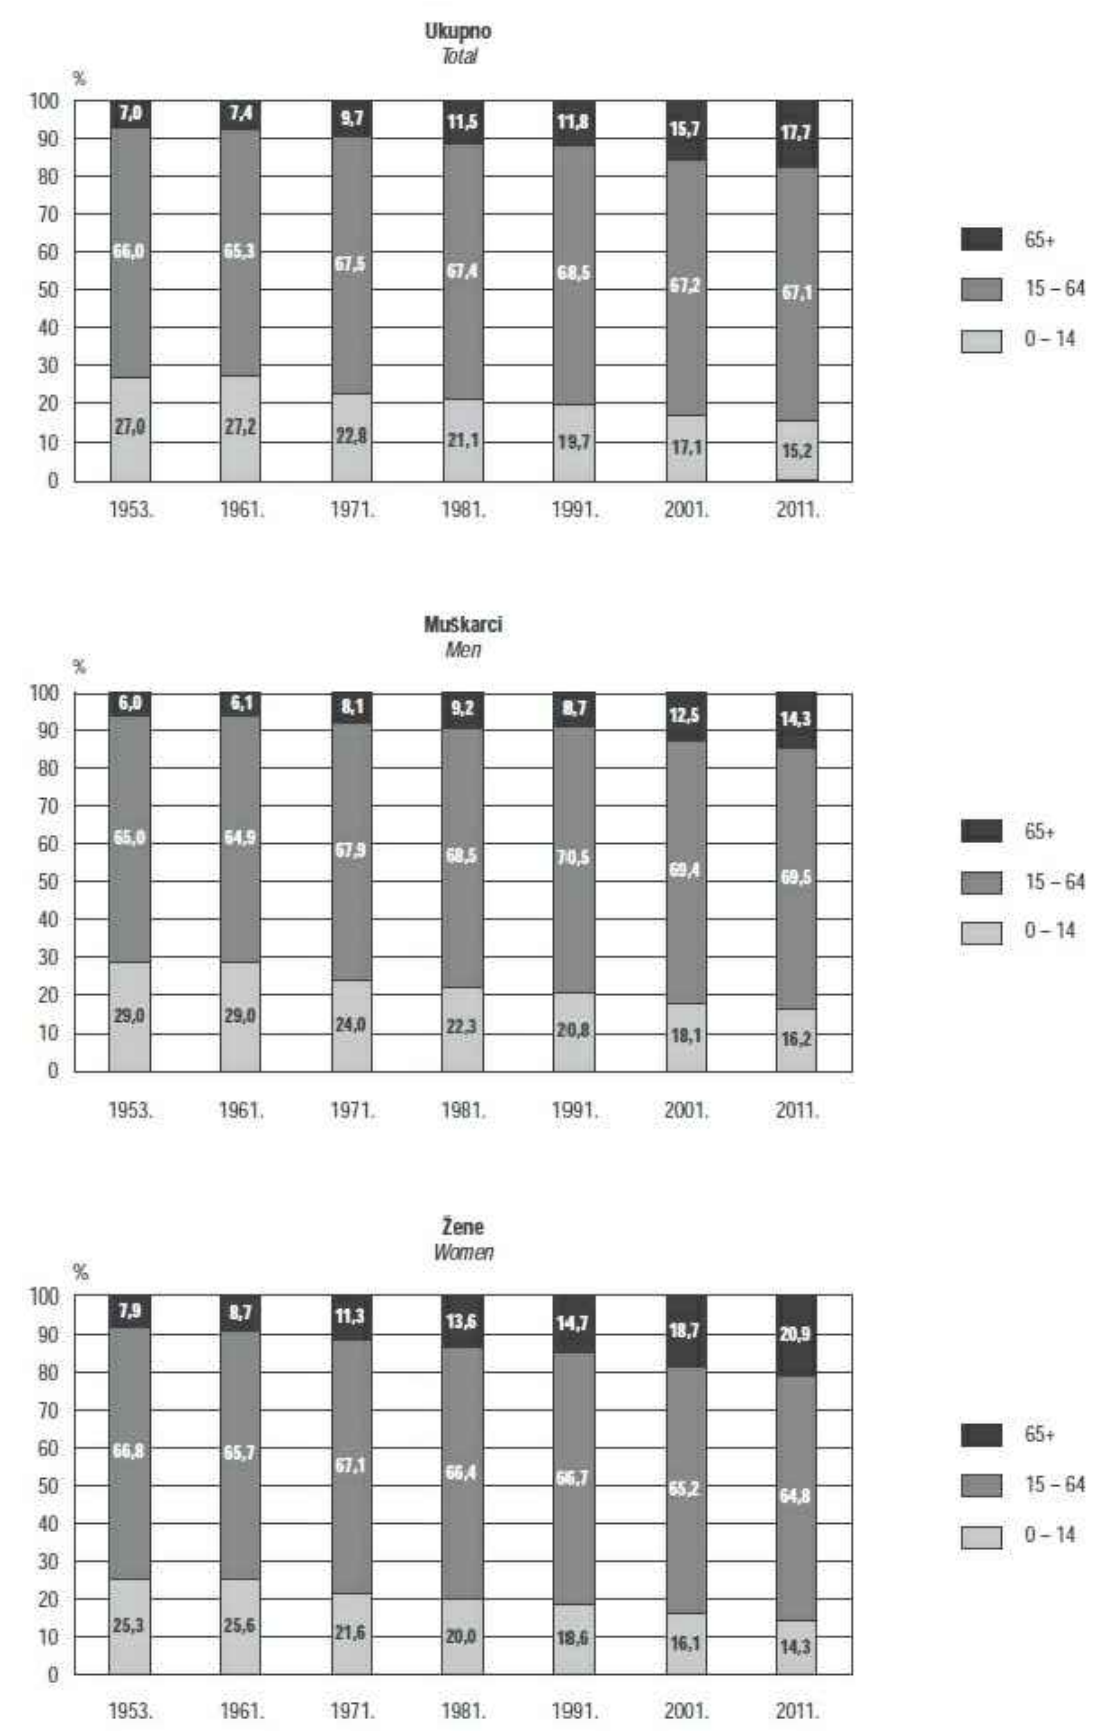 Ukupno
Total
%
100
7,0 7,4 9,7 11,5 11,8 15,7 17,7
90
80
70
65+
60
66,0 65,3 67,5 67,4 68,5 67,2 67,1
50
15 – 64
40
0 – 14
30
20
27,0 27,2 22,8 21,1 19,7 17,1 15,2
10
0
1953. 1961. 1971. 1981. 1991. 2001. 2011.
Muškarci
Men
%
100
6,0 6,1 8,1 9,2 8,7 12,5 14,3
90
80
70
65+
60
65,0 64,9 67,9 68,5 70,5 69,4 69,5
50
15 – 64
40
0 – 14
30
20
29,0 29,0 24,0 22,3 20,8 18,1 16,2
10
0
1953. 1961. 1971. 1981. 1991. 2001. 2011.
Žene
Women
%
100
7,9 8,7 11,3 13,6 14,7 18,7 20,9
90
80
70
65+
60
66,8 65,7 67,1 66,4 66,7 65,2 64,8
50
15 – 64
40
0 – 14
30
20
25,3 25,6 21,6 20,0 18,6 16,1 14,3
10
0
1953. 1961. 1971. 1981. 1991. 2001. 2011.